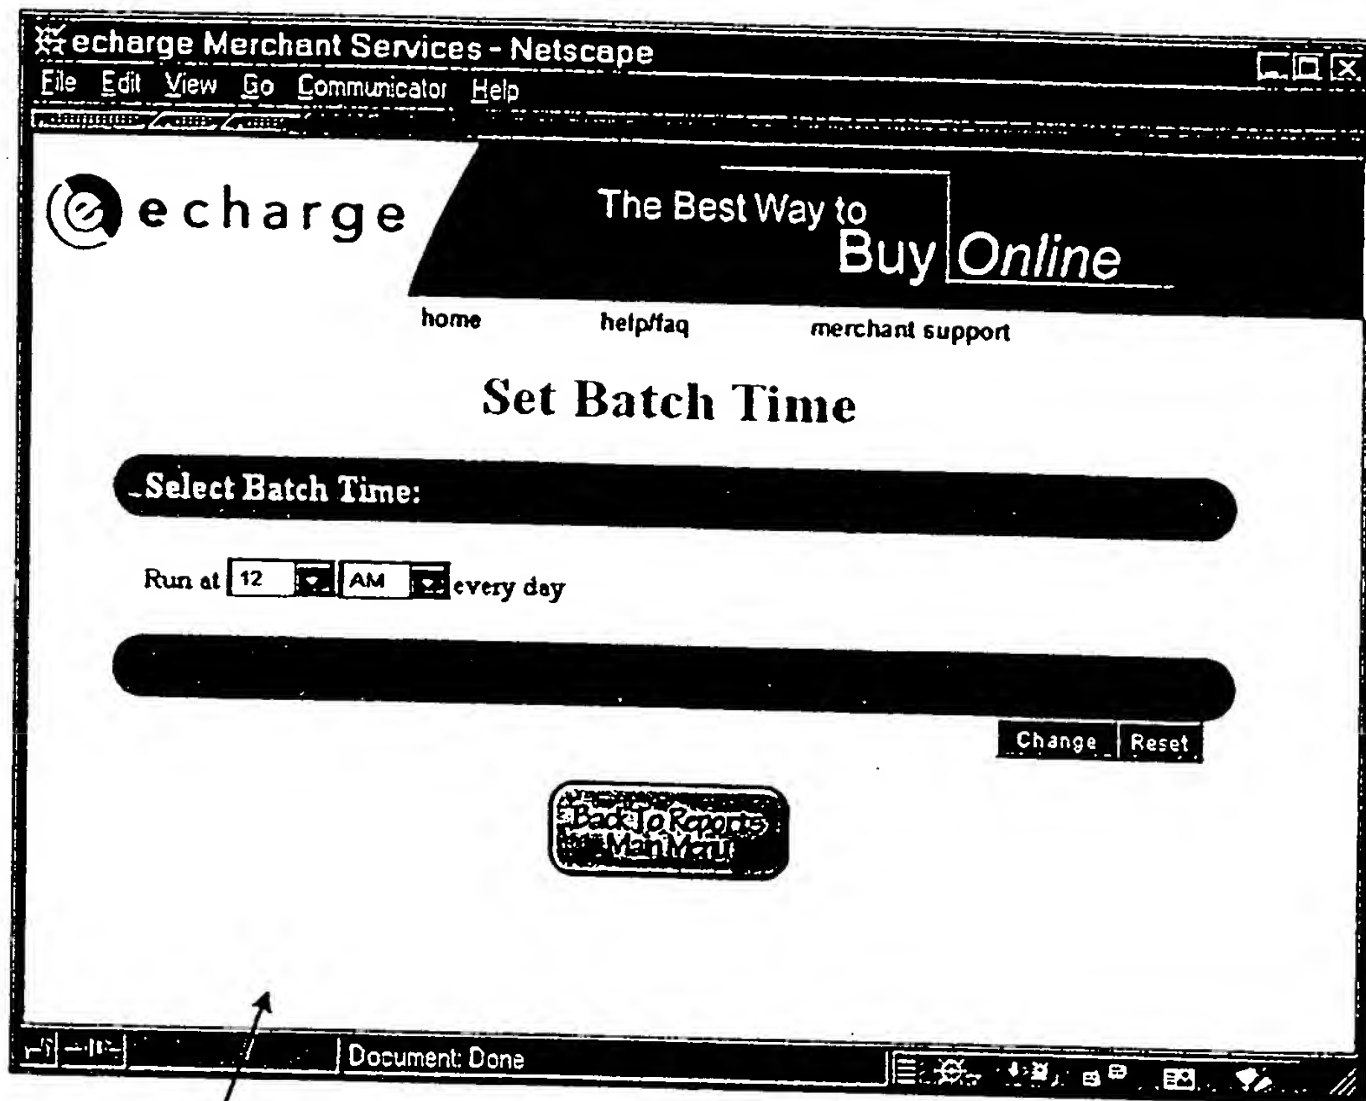 echarge Merchant Services - Netscape
File Edit View Go Communicator Help
e echarge
The Best Way to
Buy Online
home help/faq merchant support
Set Batch Time
Select Batch Time:
Run at 12 AM every day
Change Reset
Back To Reports
Main Menu
Document: Done